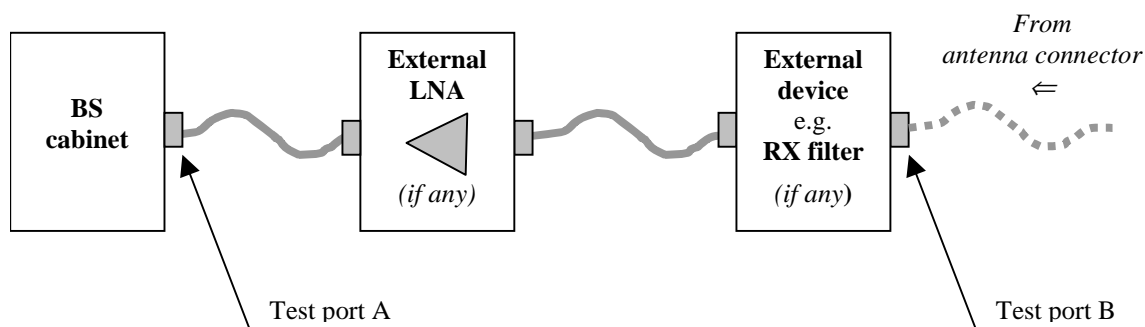 BS
cabinet
External
LNA
(if any)
External
device
e.g.
RX filter
(if any)
From
antenna connector
⇐
Test port A
Test port B